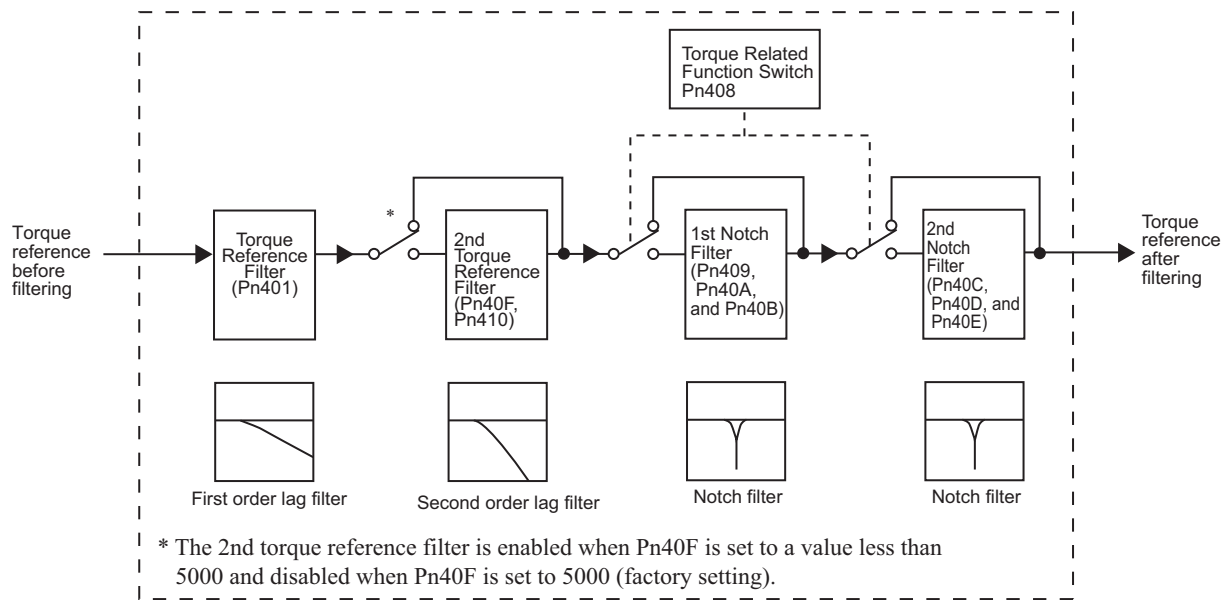 Torque Related
Function Switch
Pn408
Torque
reference
before
filtering
Torque
Reference
Filter
(Pn401)
*
2nd
Torque
Reference
Filter
(Pn40F,
Pn410)
1st Notch
Filter
(Pn409,
Pn40A,
and Pn40B)
2nd
Notch
Filter
(Pn40C,
Pn40D, and
Pn40E)
Torque
reference
after
filtering
First order lag filter
Second order lag filter
Notch filter
Notch filter
* The 2nd torque reference filter is enabled when Pn40F is set to a value less than
5000 and disabled when Pn40F is set to 5000 (factory setting).